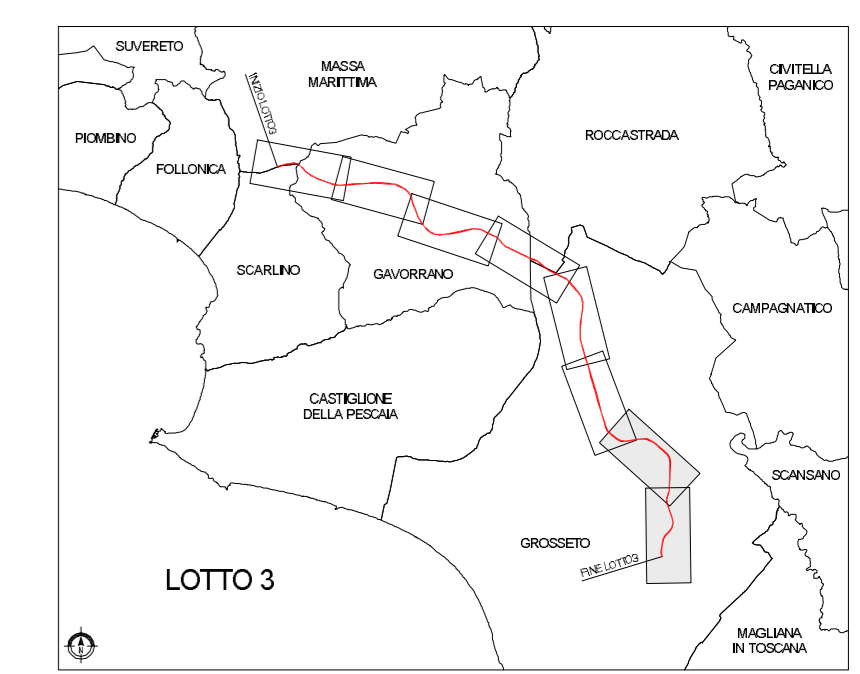 SUVERETO
MASSA
MARITTIMA
CIVITELLA
PAGANICO
INIZIO LOTTO3
PIOMBINO
ROCCASTRADA
FOLLONICA
SCARLINO
GAVORRANO
CAMPAGNATICO
CASTIGLIONE
DELLA PESCAIA
SCANSANO
GROSSETO
FINE LOTTO3
LOTTO 3
MAGLIANA
IN TOSCANA
N